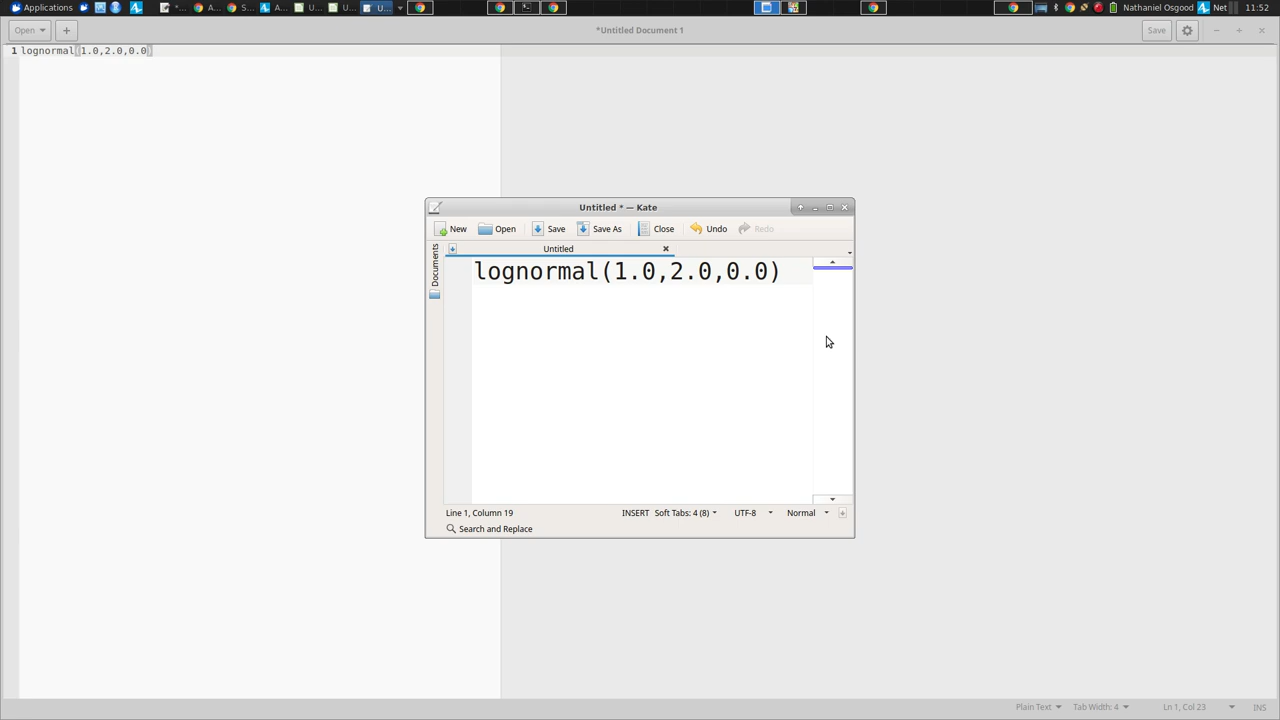 Applications *... A... S... A... U... U... U... Nathaniel Osgood Net 11:52
Open *Untitled Document 1 Save
1 lognormal(1.0,2.0,0.0)
Untitled * — Kate
New Open Save Save As Close Undo Redo
Untitled
Documents
lognormal(1.0,2.0,0.0)
Line 1, Column 19 INSERT Soft Tabs: 4 (8) UTF-8 Normal
Search and Replace
Plain Text Tab Width: 4 Ln 1, Col 23 INS